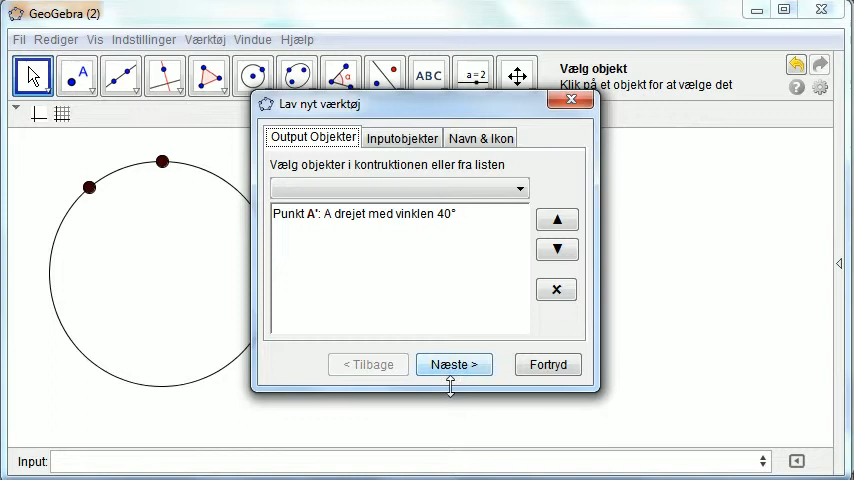 GeoGebra (2)
Fil Rediger Vis Indstillinger Værktøj Vindue Hjælp
A
α
ABC
a=2
Vælg objekt
Klik på et objekt for at vælge det
Lav nyt værktøj
Output Objekter Inputobjekter Navn & Ikon
Vælg objekter i kontruktionen eller fra listen
Punkt A': A drejet med vinklen 40°
< Tilbage Næste > Fortryd
Input: